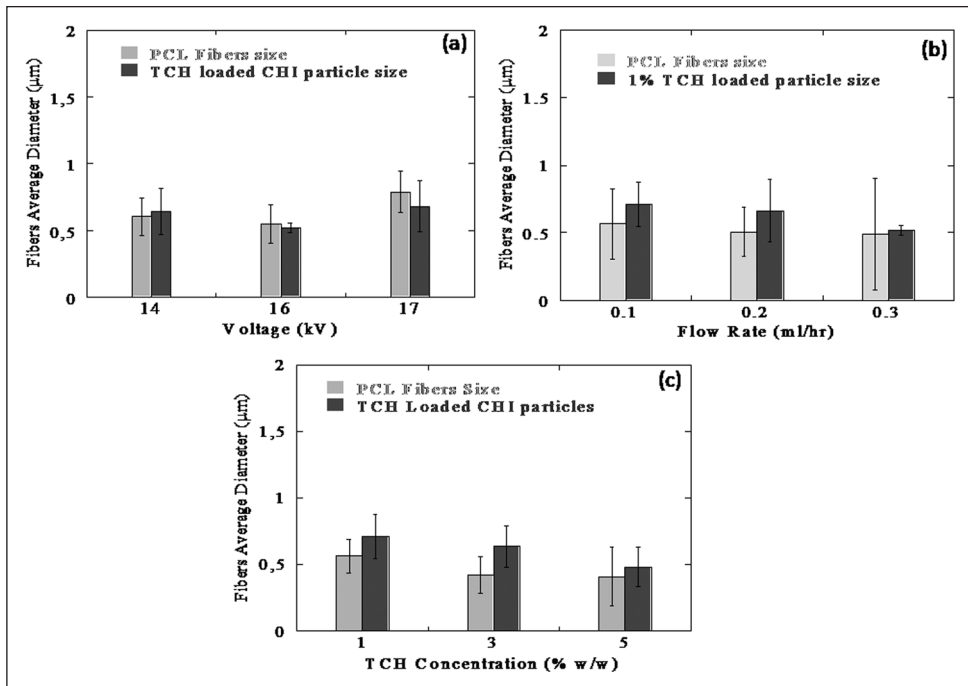 (a)
PCL Fibers size
TCH loaded CHI particle size
Fibers Average Diameter (μm)
2
1,5
1
0,5
0
14 16 17
Voltage (kV)
(b)
PCL Fibers size
1% TCH loaded particle size
Fibers Average Diameter (μm)
2
1,5
1
0.5
0
0.1 0.2 0.3
Flow Rate (ml/hr)
(c)
PCL Fibers Size
TCH Loaded CHI particles
Fibers Average Diameter (μm)
2
1,5
1
0,5
0
1 3 5
TCH Concentration (% w/w)